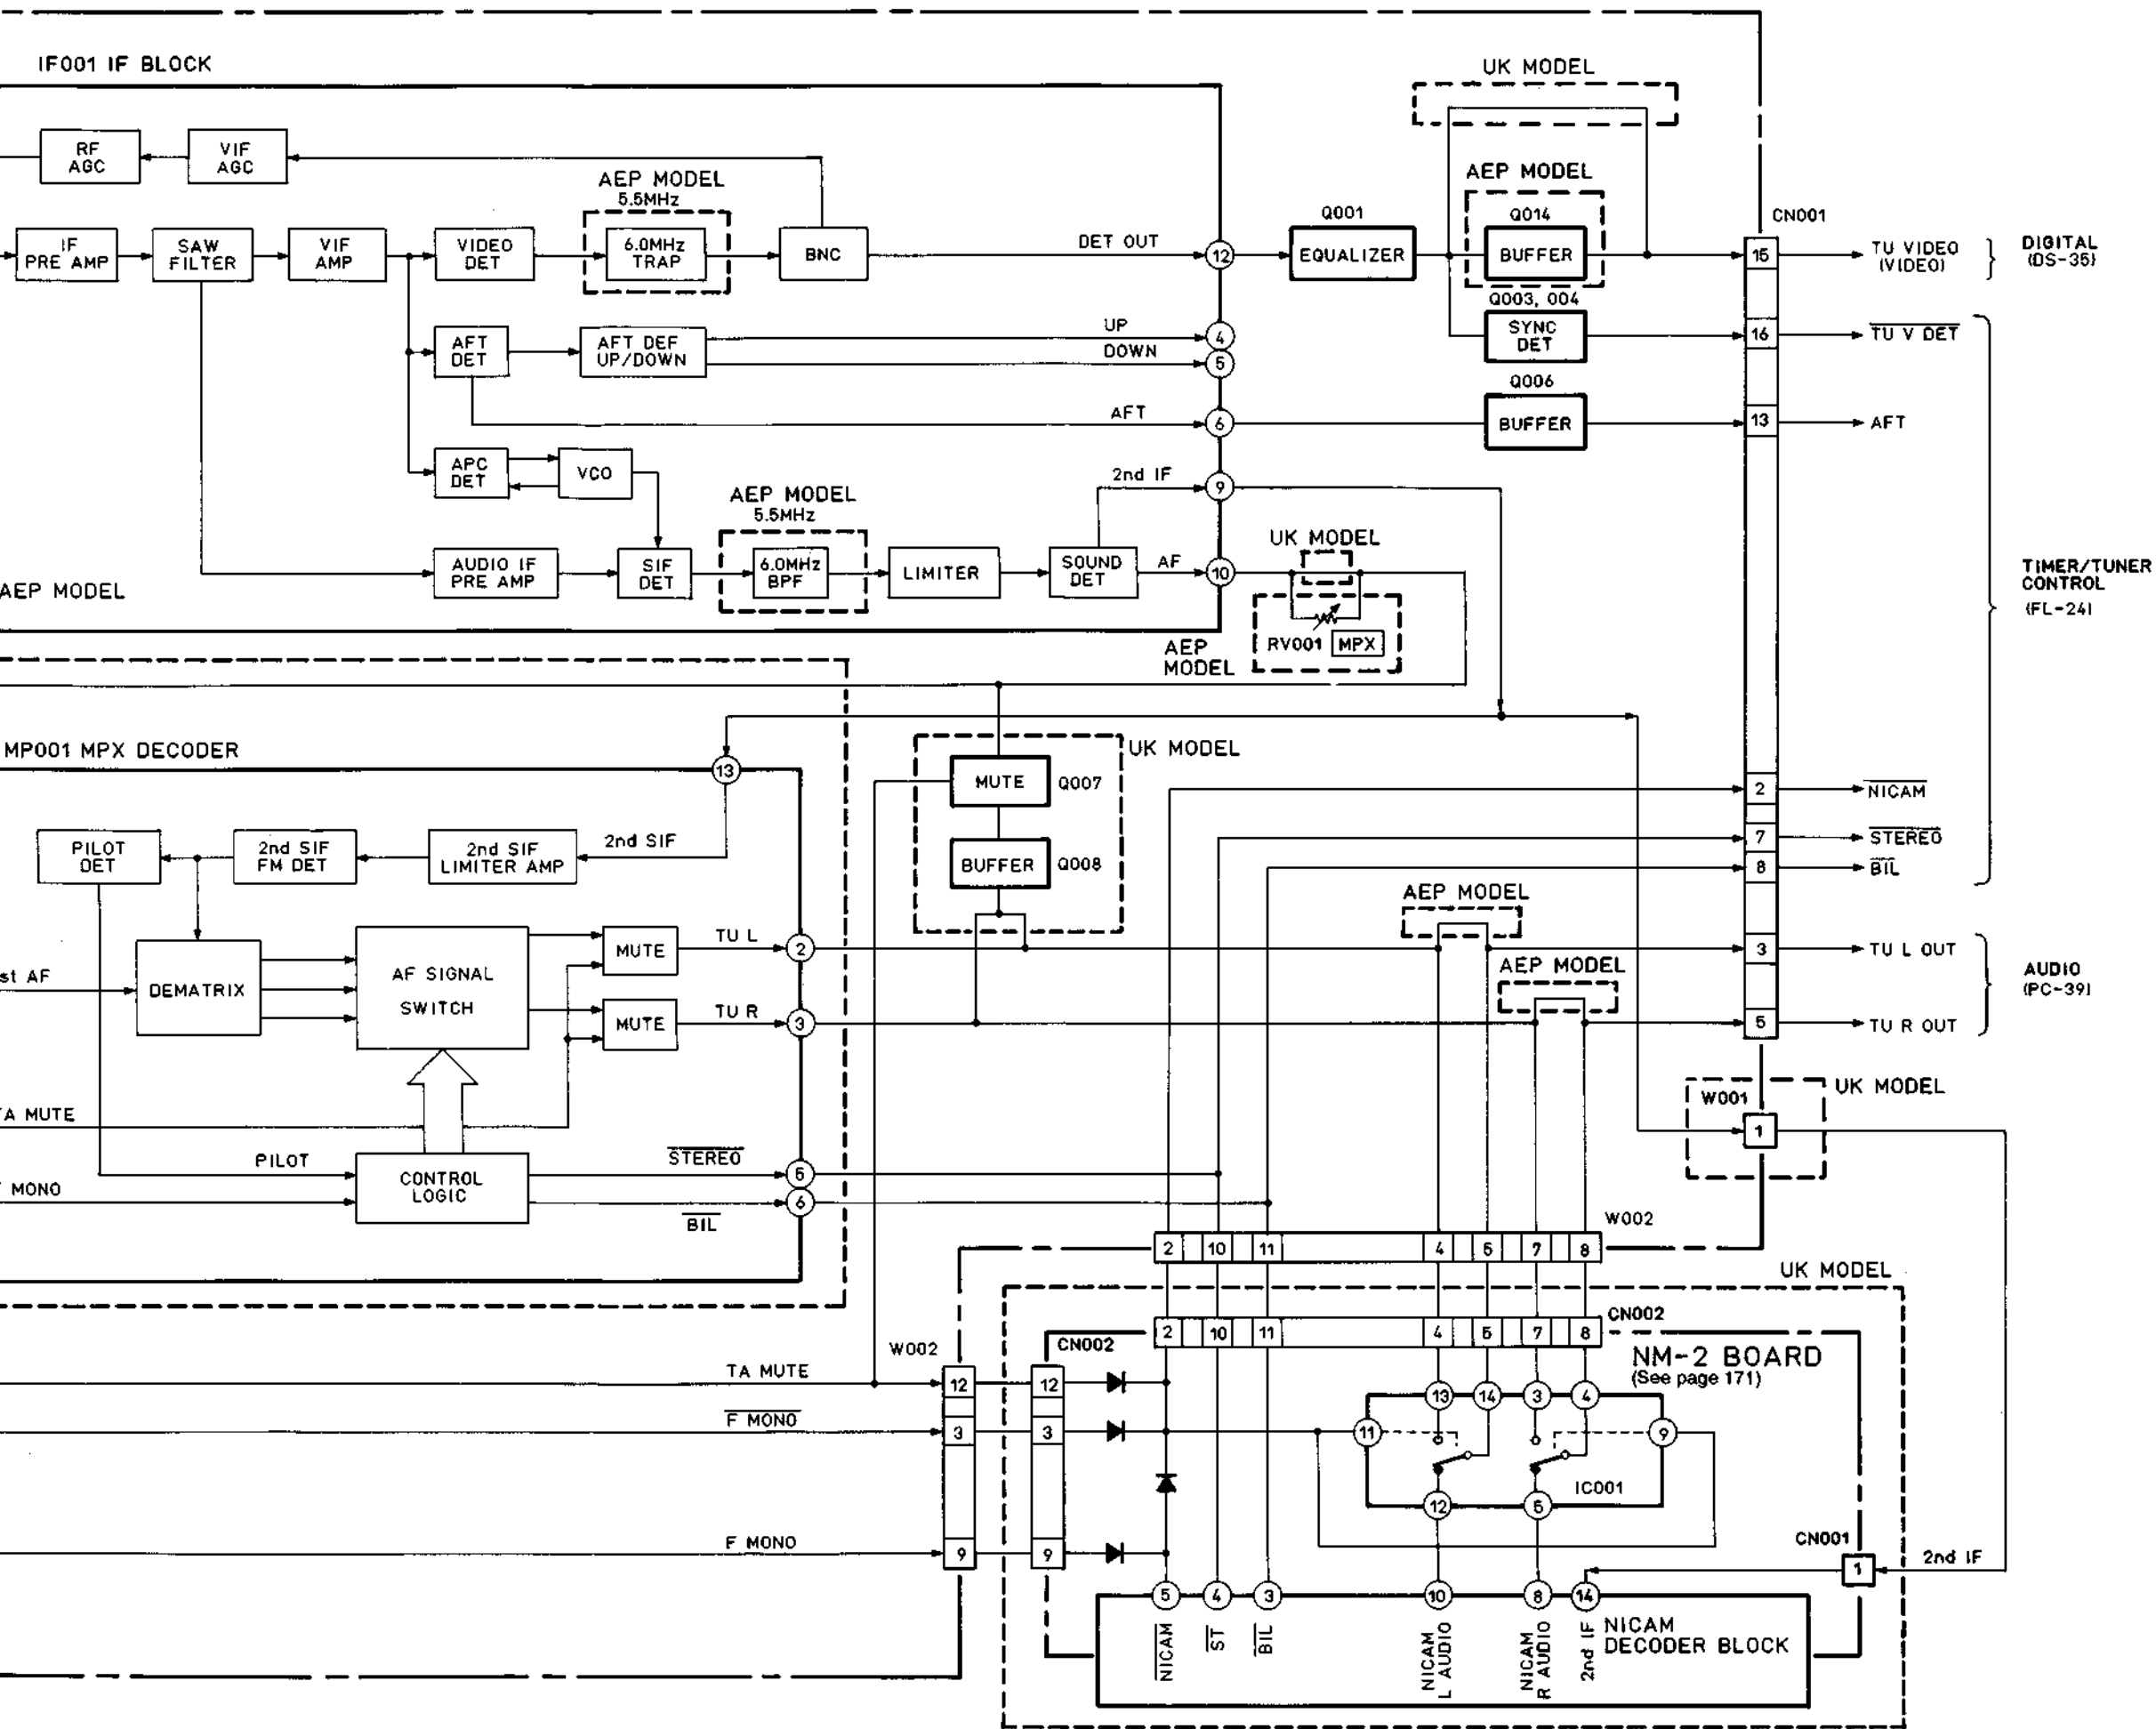 IF001 IF BLOCK
UK MODEL
RF
AGC
VIF
AGC
AEP MODEL
5.5MHz
AEP MODEL
IF
PRE AMP
SAW
FILTER
VIF
AMP
VIDEO
DET
6.0MHz
TRAP
BNC
DET OUT
12
Q001
EQUALIZER
Q014
BUFFER
CN001
15
TU VIDEO
(VIDEO)
DIGITAL
(DS-35)
AFT
DET
AFT DEF
UP/DOWN
UP
4
DOWN
5
Q003, 004
SYNC
DET
16
TU V DET
AFT
6
Q006
BUFFER
13
AFT
APC
DET
VCO
2nd IF
9
AEP MODEL
5.5MHz
AUDIO IF
PRE AMP
SIF
DET
6.0MHz
BPF
LIMITER
SOUND
DET
AF
10
UK MODEL
RV001 MPX
AEP
MODEL
AEP MODEL
TIMER/TUNER
CONTROL
(FL-24)
MP001 MPX DECODER
13
UK MODEL
MUTE
Q007
BUFFER
Q008
2
NICAM
7
STEREO
8
BIL
PILOT
DET
2nd SIF
FM DET
2nd SIF
LIMITER AMP
2nd SIF
AEP MODEL
st AF
DEMATRIX
AF SIGNAL
SWITCH
MUTE
TU L
2
MUTE
TU R
3
AEP MODEL
3
TU L OUT
5
TU R OUT
AUDIO
(PC-39)
TA MUTE
PILOT
MONO
CONTROL
LOGIC
STEREO
5
BIL
6
W001
1
UK MODEL
W002
2 10 11 4 5 7 8
UK MODEL
CN002
2 10 11 4 5 7 8
NM-2 BOARD
(See page 171)
W002
CN002
TA MUTE
12
12
F MONO
3
3
F MONO
9
9
13 14 3 4
11
9
12
5
IC001
CN001
1
2nd IF
5 4 3 10 8 14
NICAM
ST
BIL
NICAM
L AUDIO
NICAM
R AUDIO
2nd IF
NICAM
DECODER BLOCK